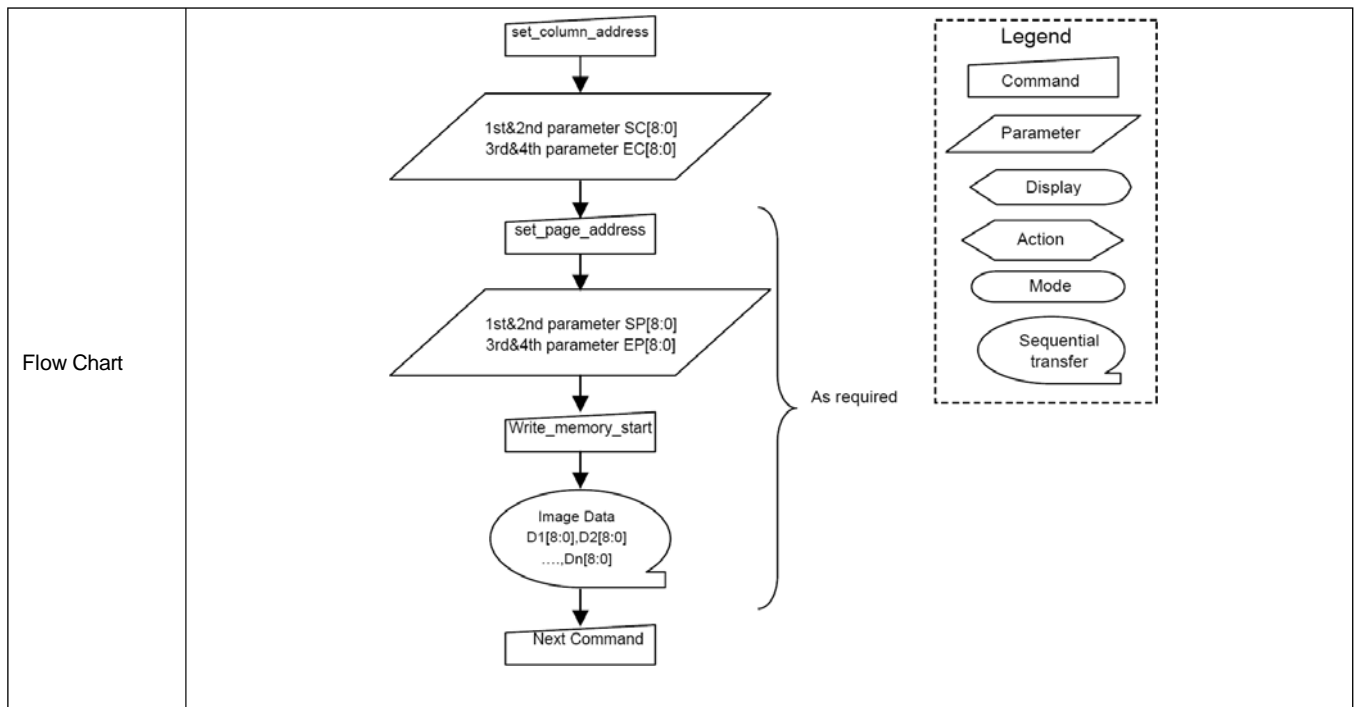 Flow Chart
set_column_address
1st&2nd parameter SC[8:0]
3rd&4th parameter EC[8:0]
set_page_address
1st&2nd parameter SP[8:0]
3rd&4th parameter EP[8:0]
Write_memory_start
Image Data
D1[8:0],D2[8:0]
....,Dn[8:0]
Next Command
As required
Legend
Command
Parameter
Display
Action
Mode
Sequential
transfer